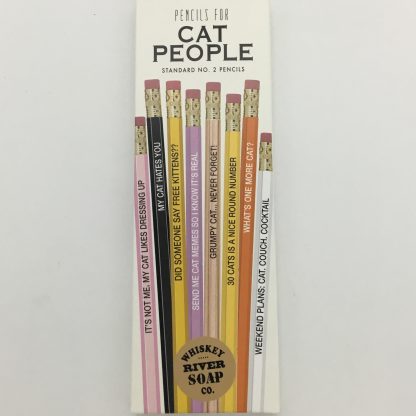 PENCILS FOR
CAT
PEOPLE
STANDARD NO. 2 PENCILS
IT'S NOT ME, MY CAT LIKES DRESSING UP
MY CAT HATES YOU
DID SOMEONE SAY FREE KITTENS??
SEND ME CAT MEMES SO I KNOW IT'S REAL
GRUMPY CAT... NEVER FORGET!
30 CATS IS A NICE ROUND NUMBER
WHAT'S ONE MORE CAT?
WEEKEND PLANS: CAT, COUCH, COCKTAIL
WHISKEY
RIVER
SOAP
CO.